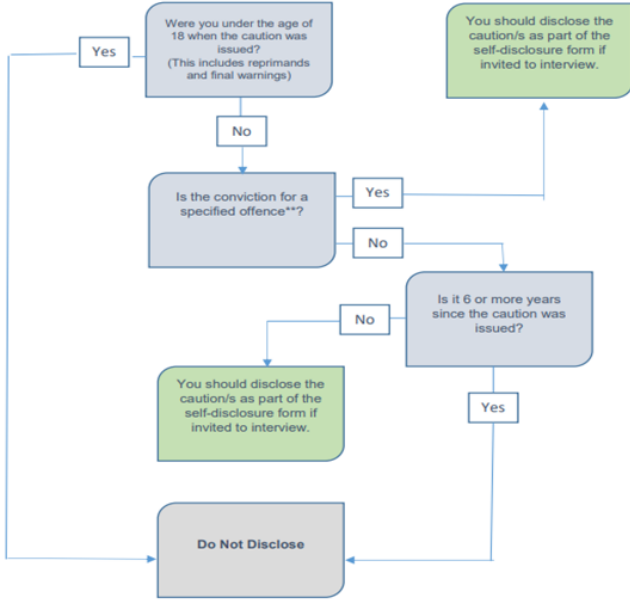 Were you under the age of
18 when the caution was
issued?
(This includes reprimands
and final warnings)
You should disclose the
caution/s as part of the
self-disclosure form if
invited to interview.
Yes
No
Is the conviction for a
specified offence**?
Yes
No
Is it 6 or more years
since the caution was
issued?
No
You should disclose the
caution/s as part of the
self-disclosure form if
invited to interview.
Yes
Do Not Disclose